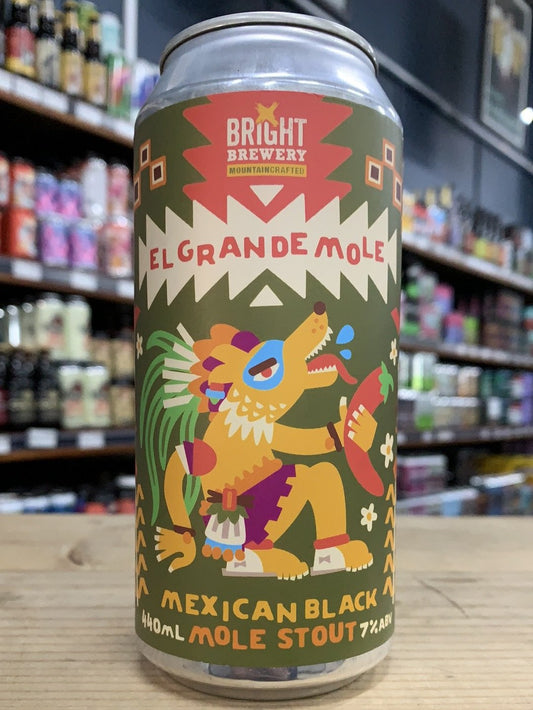 BRIGHT
BREWERY
MOUNTAINCRAFTED
EL GRANDE MOLE
MEXICAN BLACK
440ML MOLE STOUT 7% ABV